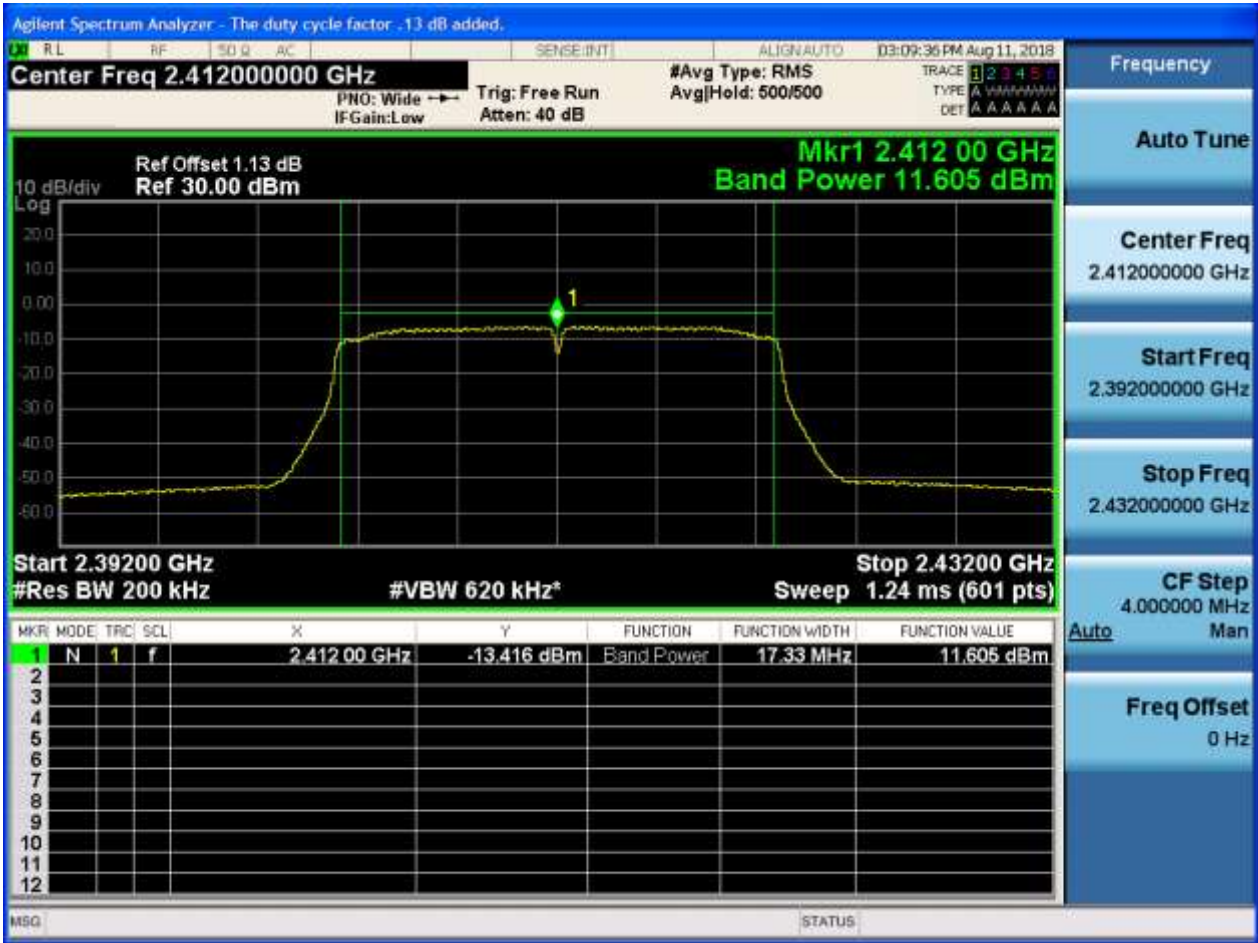 Agilent Spectrum Analyzer - The duty cycle factor .13 dB added.
RL RF 50 Ω AC SENSE:INT ALIGNAUTO 03:09:36 PM Aug 11, 2018
Center Freq 2.412000000 GHz
#Avg Type: RMS
TRACE 1 2 3 4 5 6
PNO: Wide
Trig: Free Run
Avg|Hold: 500/500
TYPE A WWWWW
IFGain:Low
Atten: 40 dB
DET A A A A A A
Mkr1 2.412 00 GHz
Ref Offset 1.13 dB
10 dB/div
Ref 30.00 dBm
Band Power 11.605 dBm
Log
20.0
10.0
0.00
-10.0
-20.0
-30.0
-40.0
-50.0
-60.0
1
Start 2.39200 GHz
Stop 2.43200 GHz
#Res BW 200 kHz
#VBW 620 kHz*
Sweep 1.24 ms (601 pts)
MKR MODE TRC SCL X Y FUNCTION FUNCTION WIDTH FUNCTION VALUE
1 N 1 f 2.412 00 GHz -13.416 dBm Band Power 17.33 MHz 11.605 dBm
2
3
4
5
6
7
8
9
10
11
12
MSG STATUS
Frequency
Auto Tune
Center Freq
2.412000000 GHz
Start Freq
2.392000000 GHz
Stop Freq
2.432000000 GHz
CF Step
4.000000 MHz
Auto Man
Freq Offset
0 Hz